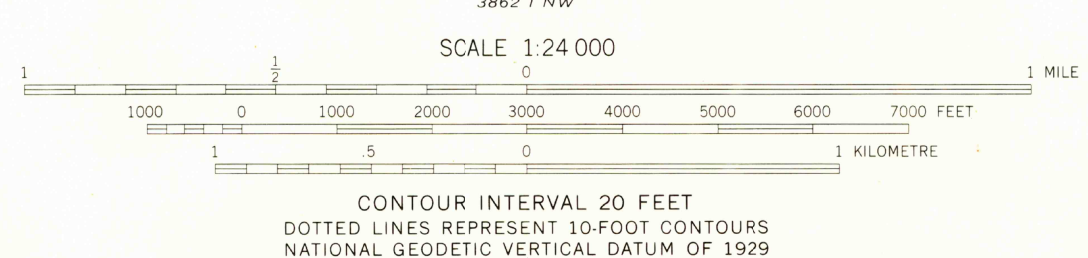 3862 I NW
SCALE 1:24 000
1 1/2 0 1 MILE
1000 0 1000 2000 3000 4000 5000 6000 7000 FEET
1 .5 0 1 KILOMETRE
CONTOUR INTERVAL 20 FEET
DOTTED LINES REPRESENT 10-FOOT CONTOURS
NATIONAL GEODETIC VERTICAL DATUM OF 1929